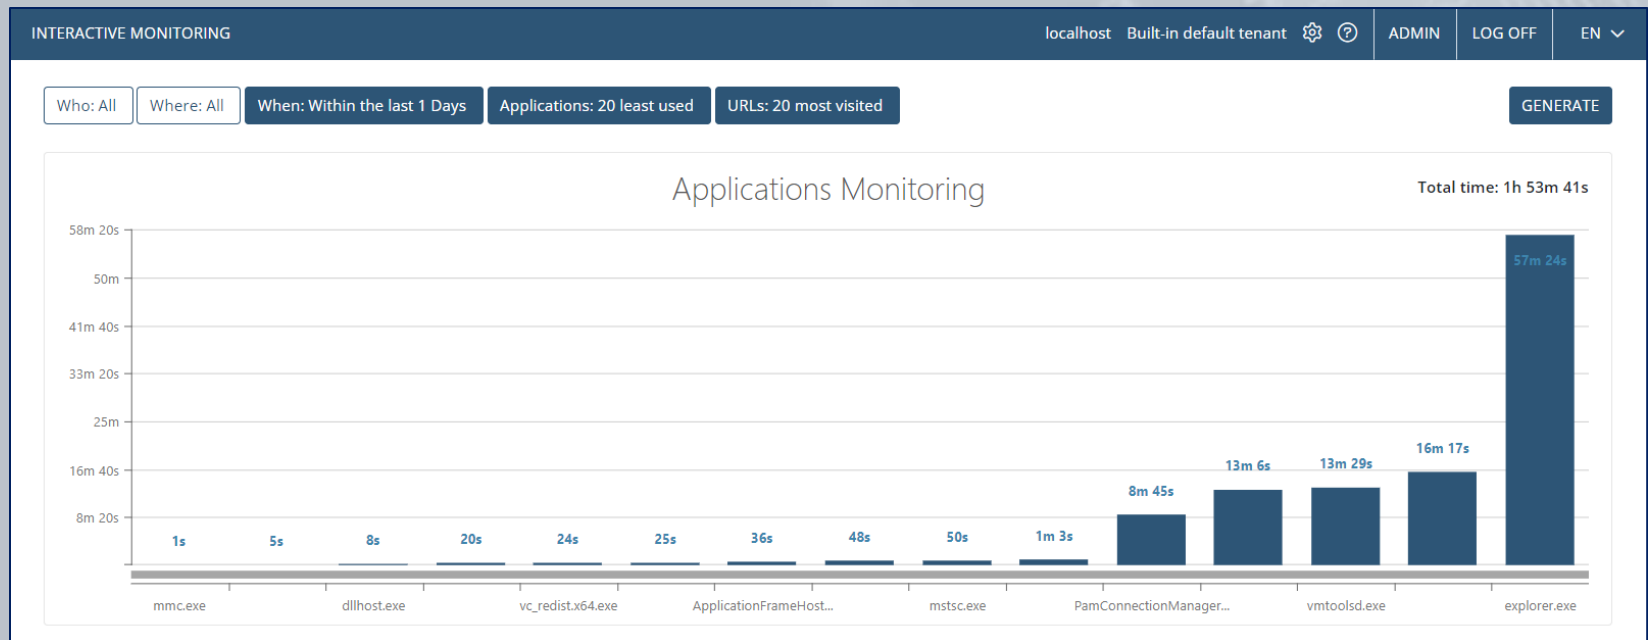 INTERACTIVE MONITORING localhost Built-in default tenant ADMIN LOG OFF EN
Who: All Where: All When: Within the last 1 Days Applications: 20 least used URLs: 20 most visited GENERATE
Applications Monitoring
Total time: 1h 53m 41s
58m 20s
50m
41m 40s
33m 20s
25m
16m 40s
8m 20s
1s 5s 8s 20s 24s 25s 36s 48s 50s 1m 3s 8m 45s 13m 6s 13m 29s 16m 17s 57m 24s
mmc.exe dllhost.exe vc_redist.x64.exe ApplicationFrameHost... mstsc.exe PamConnectionManager... vmtoolsd.exe explorer.exe